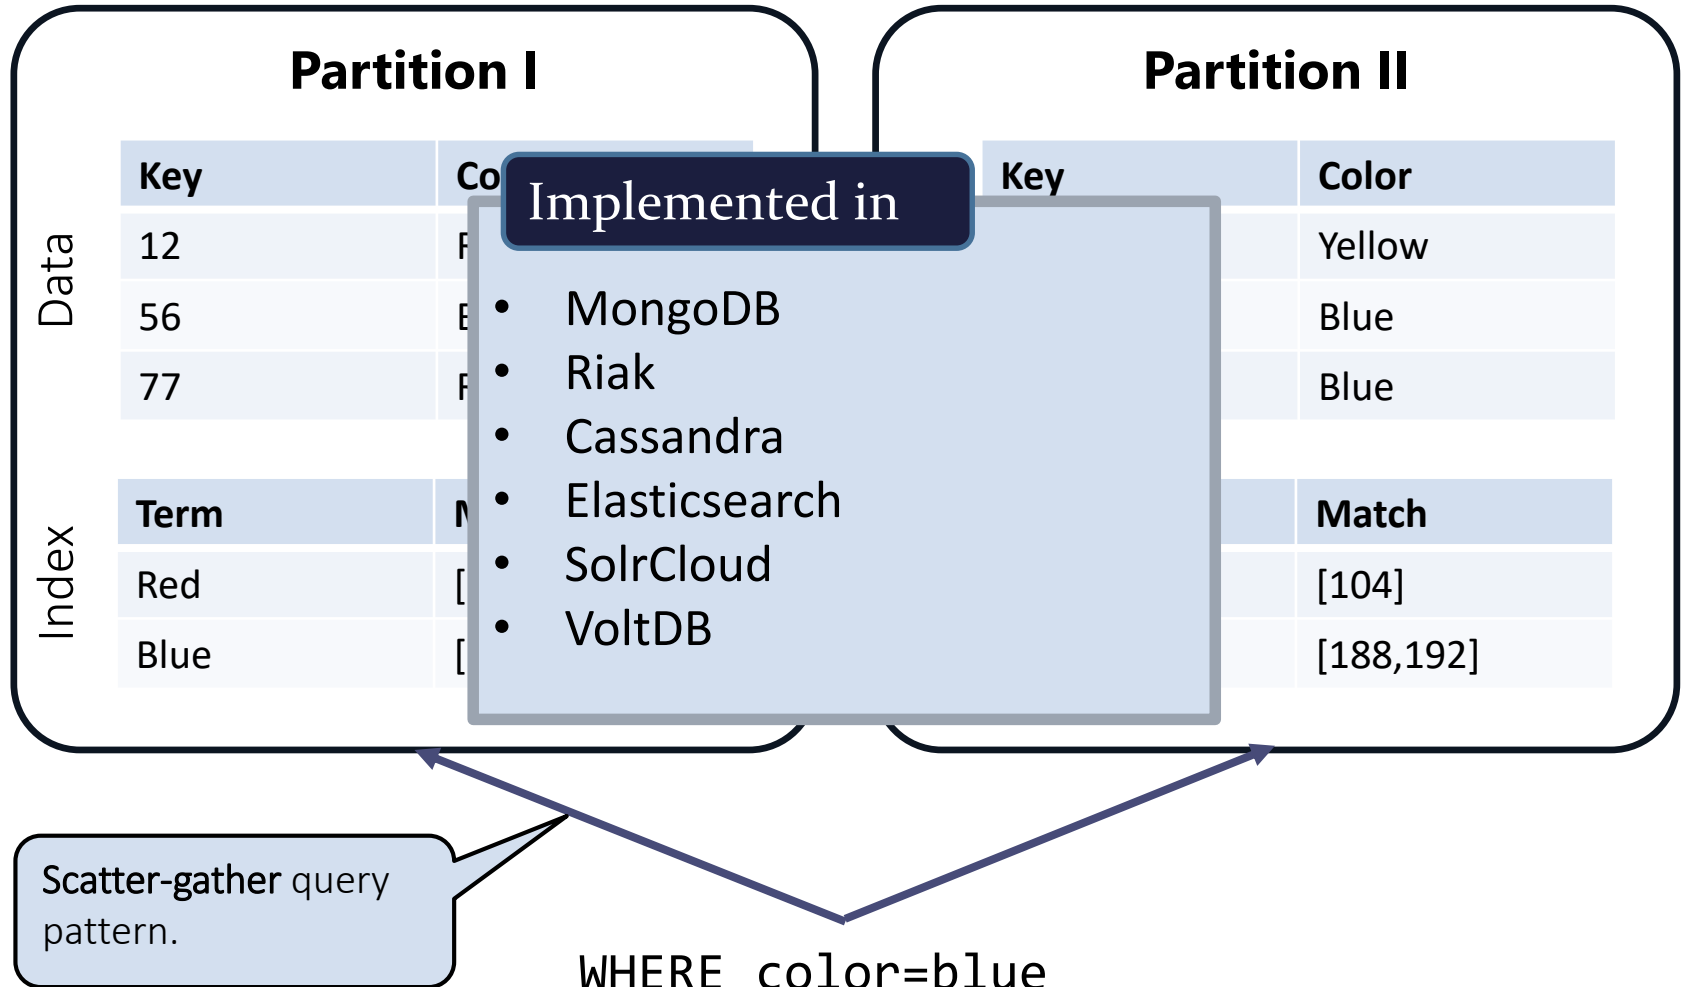 Partition I
Partition II
Data
Key
12
56
77
Key
Color
Yellow
Blue
Blue
Implemented in
• MongoDB
• Riak
• Cassandra
• Elasticsearch
• SolrCloud
• VoltDB
Index
Term
Red
Blue
Match
[104]
[188,192]
Scatter-gather query
pattern.
WHERE color=blue